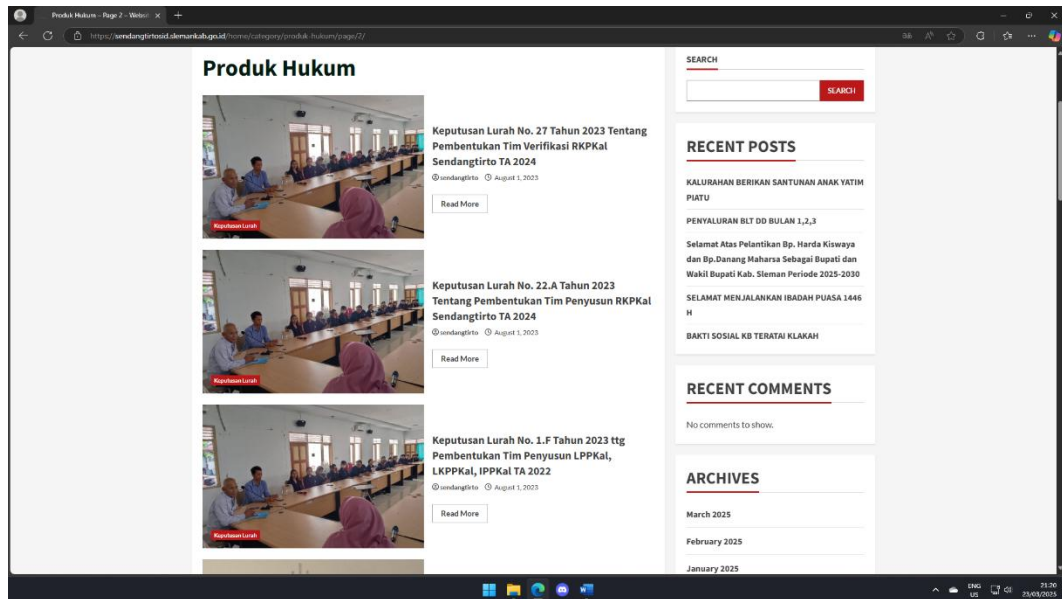 Produk Hukum – Page 2 – Websit
https://sendangtirtosid.slemankab.go.id/home/category/produk-hukum/page/2/
Produk Hukum
Keputusan Lurah
Keputusan Lurah No. 27 Tahun 2023 Tentang
Pembentukan Tim Verifikasi RKPKal
Sendangtirto TA 2024
sendangtirto August 1, 2023
Read More
Keputusan Lurah
Keputusan Lurah No. 22.A Tahun 2023
Tentang Pembentukan Tim Penyusun RKPKal
Sendangtirto TA 2024
sendangtirto August 1, 2023
Read More
Keputusan Lurah
Keputusan Lurah No. 1.F Tahun 2023 ttg
Pembentukan Tim Penyusun LPPKal,
LKPPKal, IPPKal TA 2022
sendangtirto August 1, 2023
Read More
SEARCH
SEARCH
RECENT POSTS
KALURAHAN BERIKAN SANTUNAN ANAK YATIM
PIATU
PENYALURAN BLT DD BULAN 1,2,3
Selamat Atas Pelantikan Bp. Harda Kiswaya
dan Bp.Danang Maharsa Sebagai Bupati dan
Wakil Bupati Kab. Sleman Periode 2025-2030
SELAMAT MENJALANKAN IBADAH PUASA 1446
H
BAKTI SOSIAL KB TERATAI KLAKAH
RECENT COMMENTS
No comments to show.
ARCHIVES
March 2025
February 2025
January 2025
ENG
US
21:20
23/03/2025